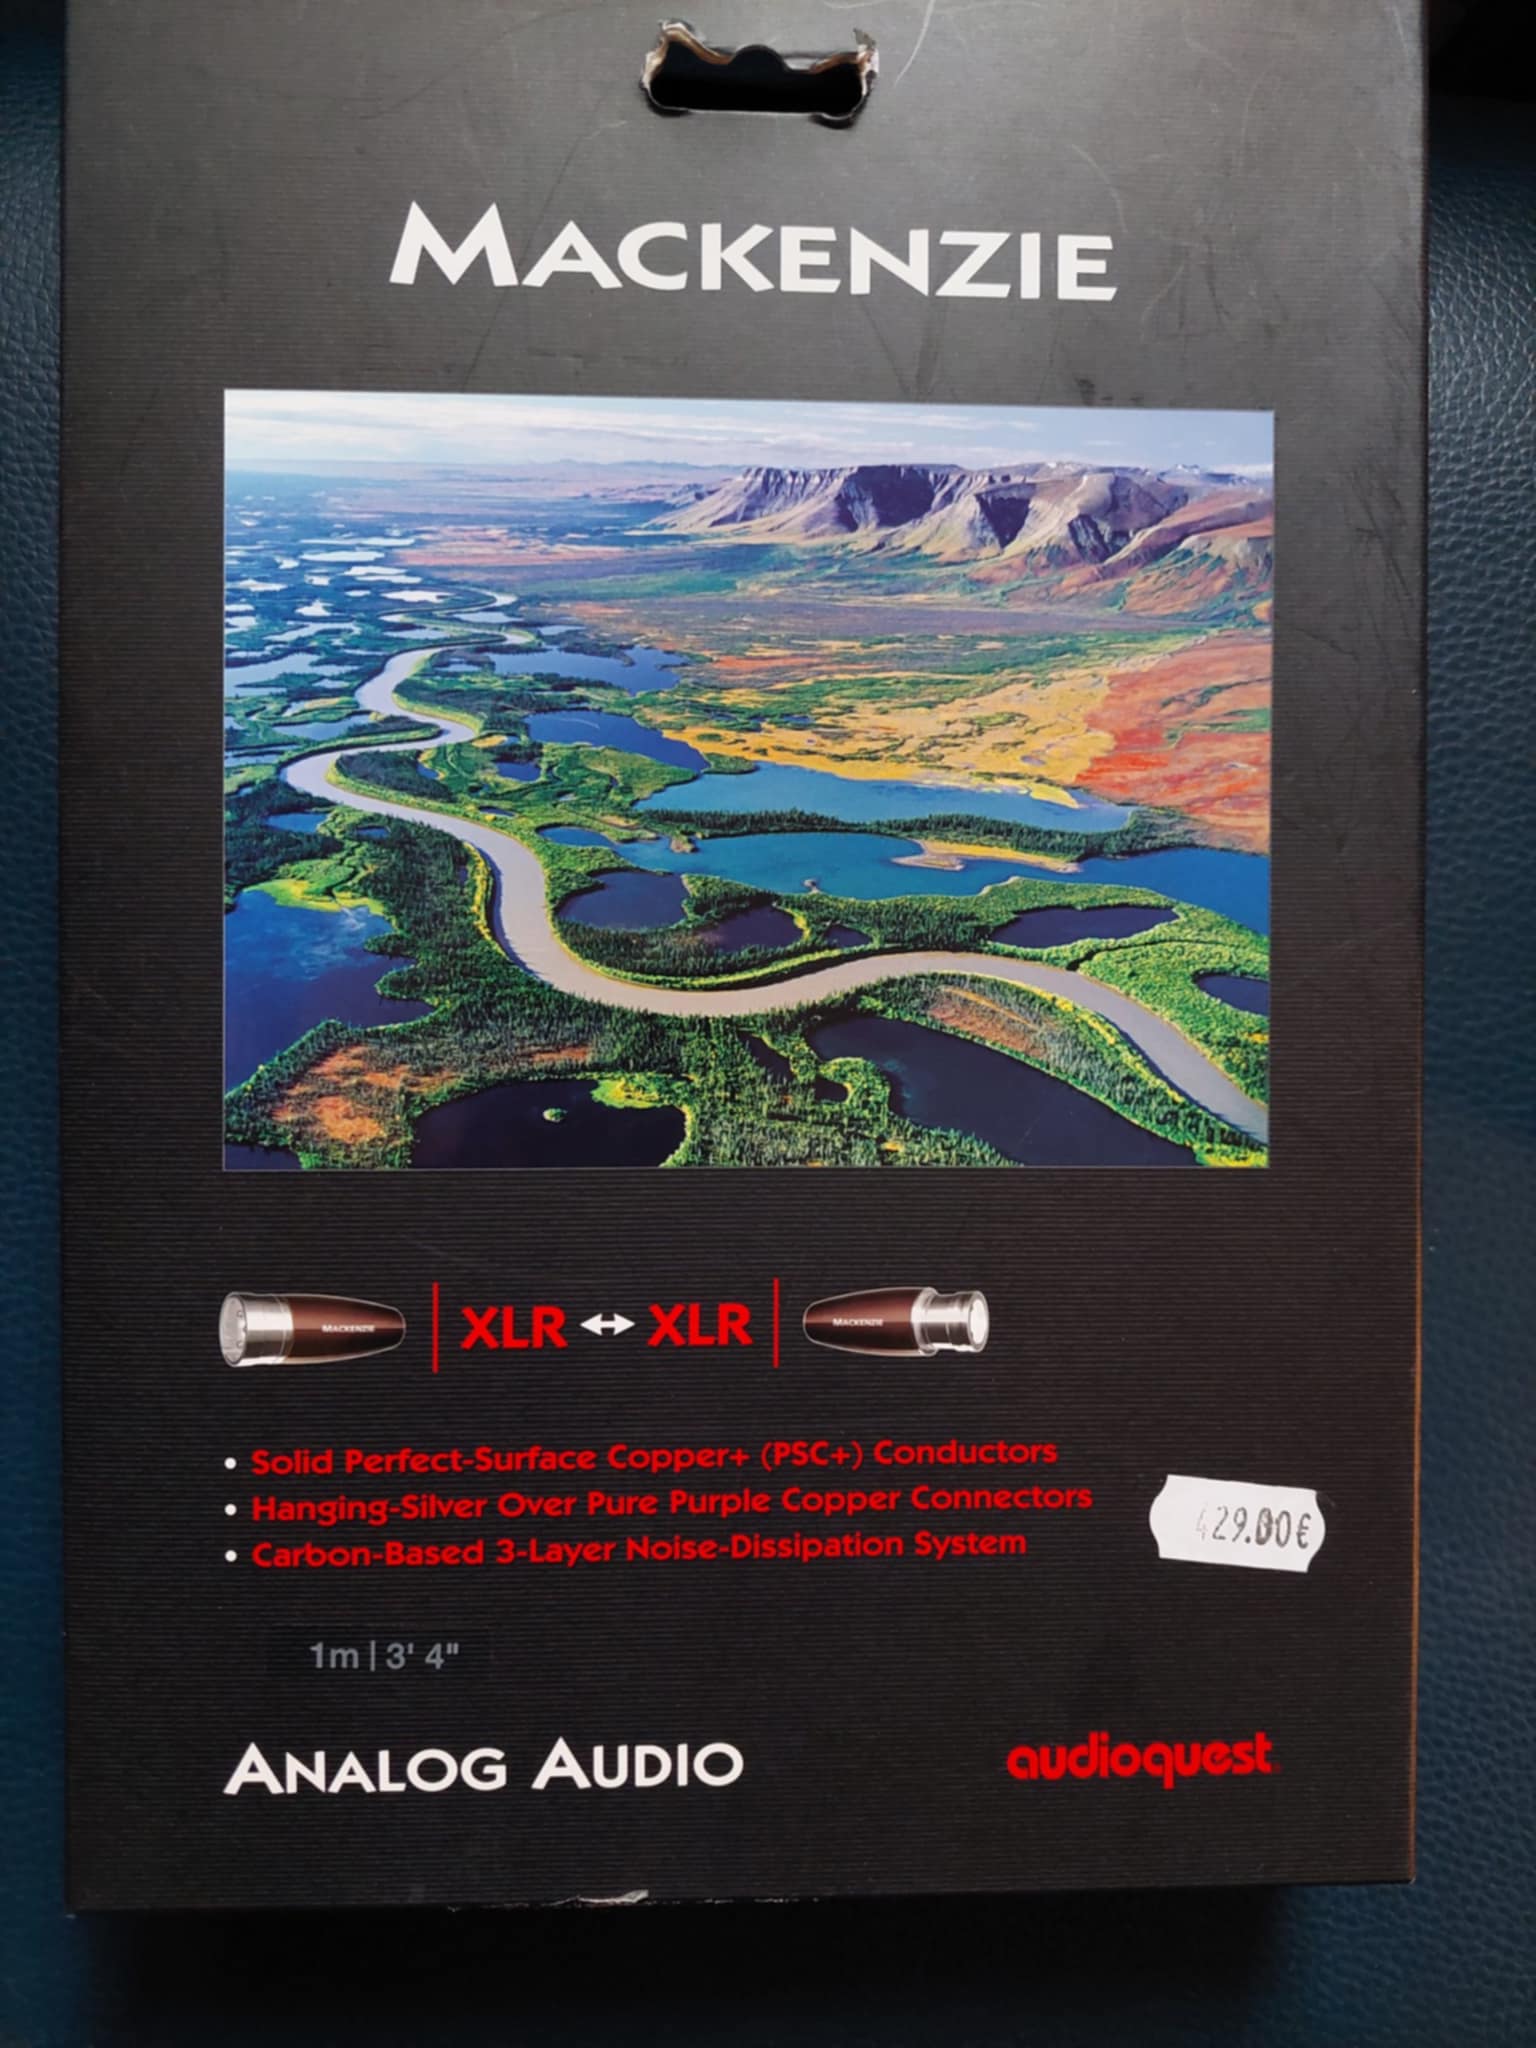 MACKENZIE
MACKENZIE
XLR ↔ XLR
MACKENZIE
• Solid Perfect-Surface Copper+ (PSC+) Conductors
• Hanging-Silver Over Pure Purple Copper Connectors
• Carbon-Based 3-Layer Noise-Dissipation System
429.00€
1m | 3' 4"
ANALOG AUDIO
audioquest